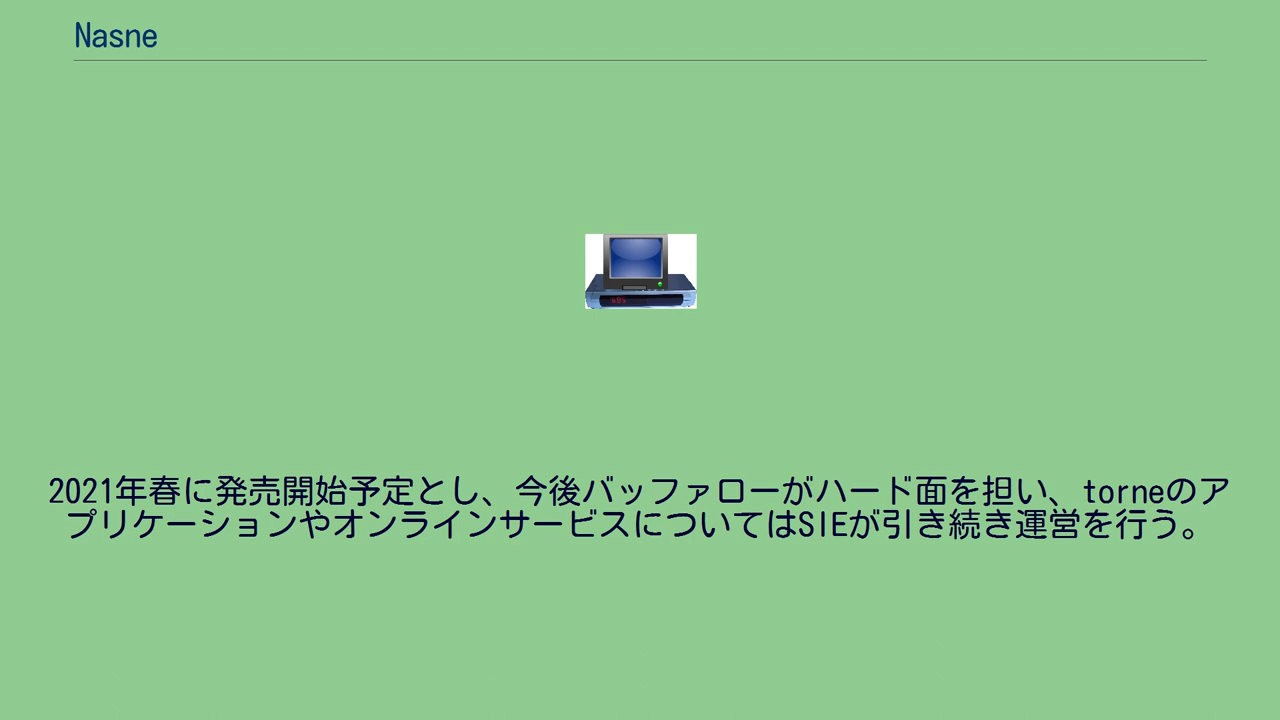 Nasne
2021年春に発売開始予定とし、今後バッファローがハード面を担い、torneのア
プリケーションやオンラインサービスについてはSIEが引き続き運営を行う。